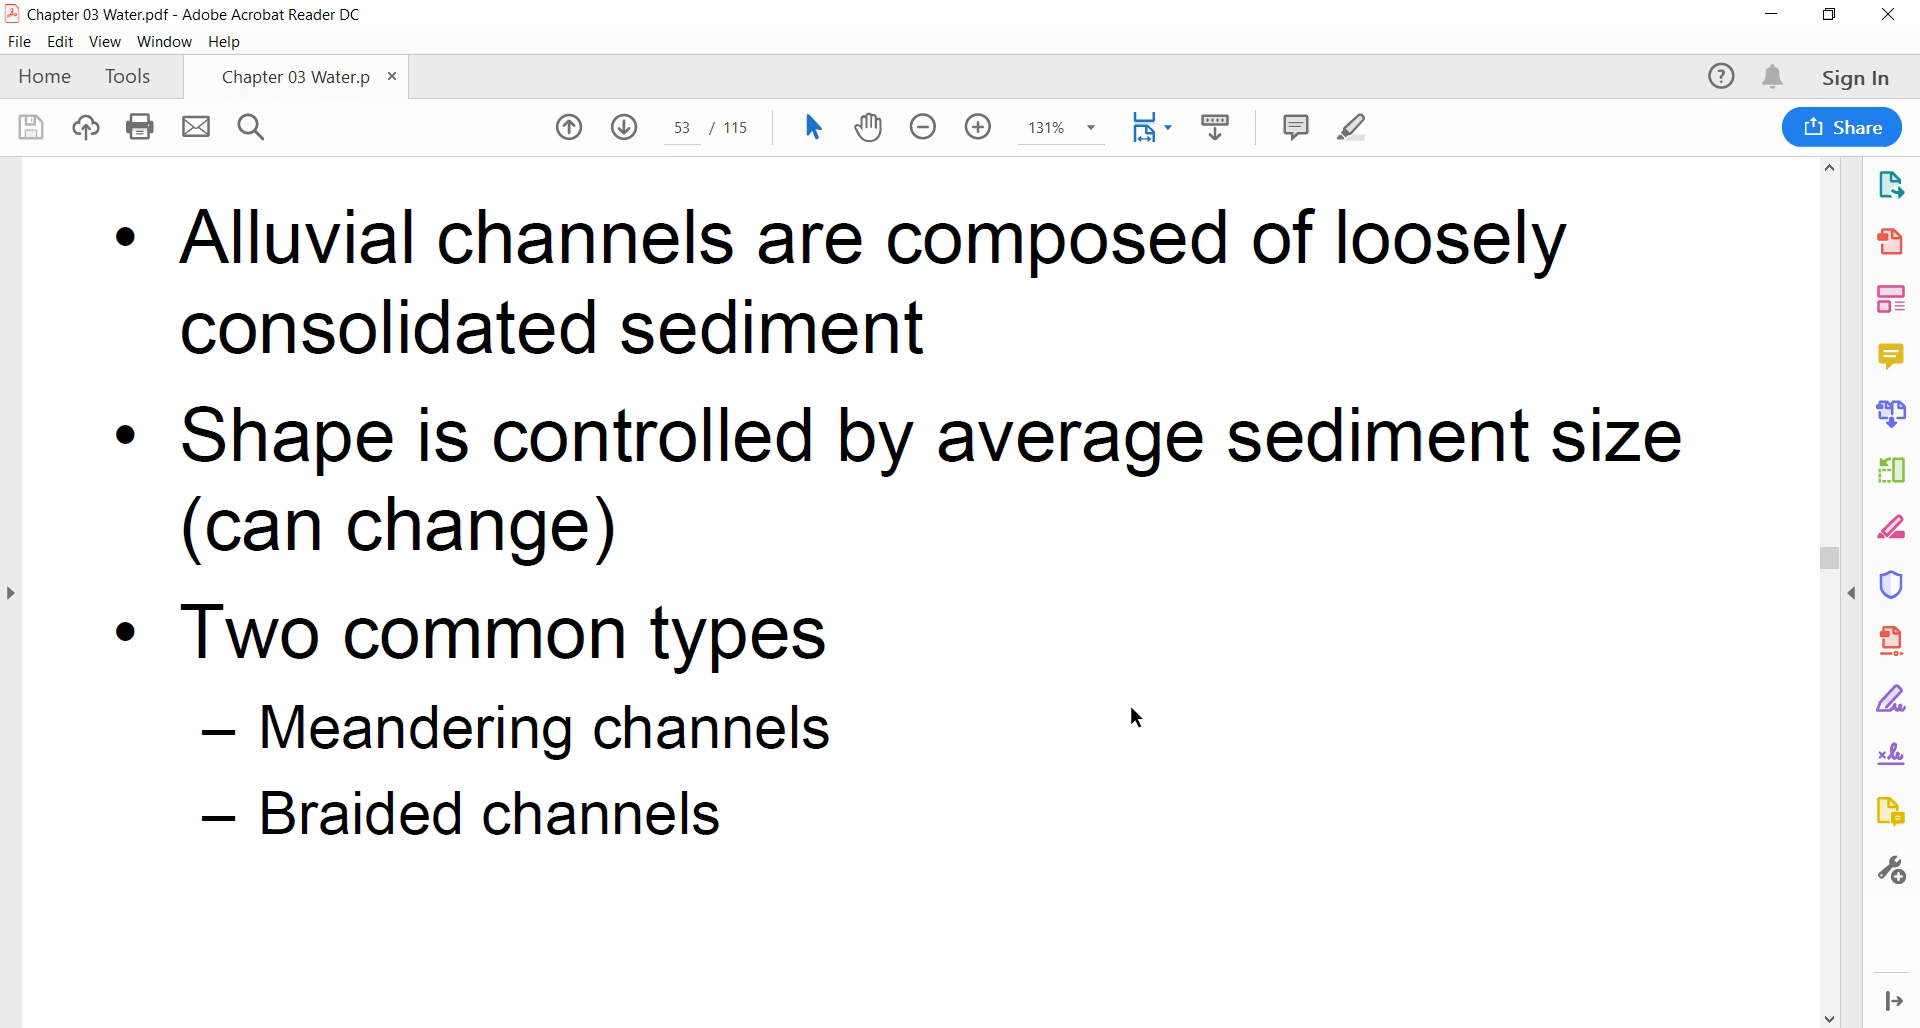 Chapter 03 Water.pdf - Adobe Acrobat Reader DC
File Edit View Window Help
Home Tools Chapter 03 Water.p × Sign In
53 / 115 131% Share
• Alluvial channels are composed of loosely
consolidated sediment
• Shape is controlled by average sediment size
(can change)
• Two common types
– Meandering channels
– Braided channels